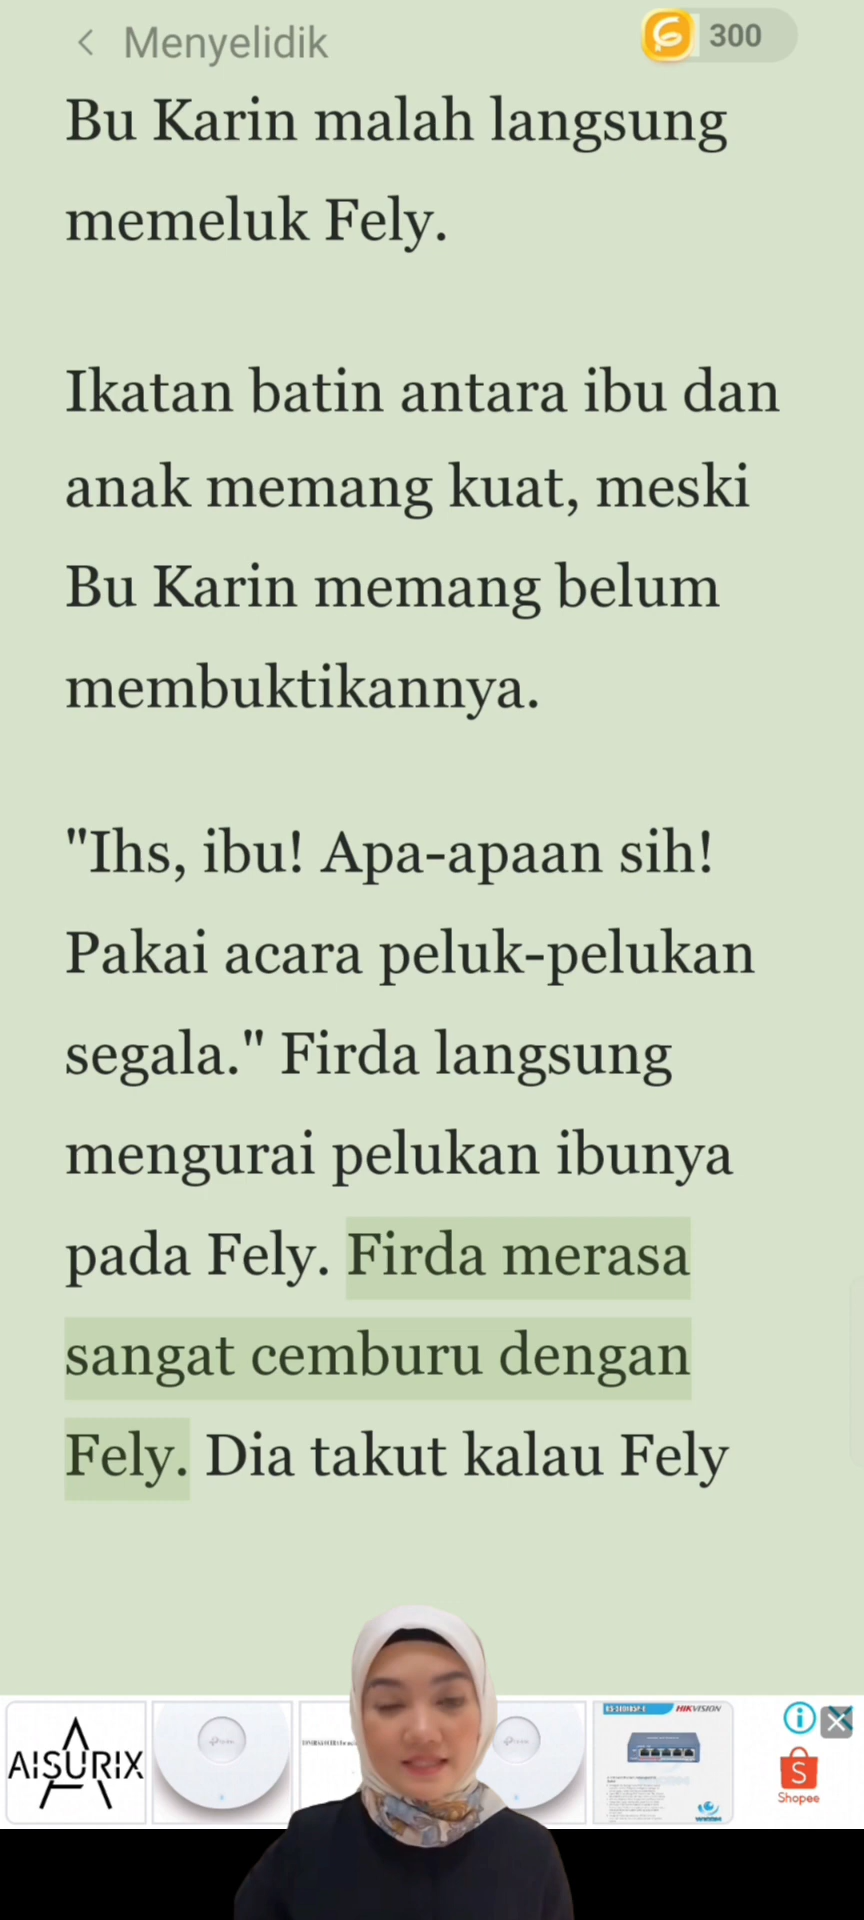 Menyelidik
300
Bu Karin malah langsung
memeluk Fely.
Ikatan batin antara ibu dan
anak memang kuat, meski
Bu Karin memang belum
membuktikannya.
"Ihs, ibu! Apa-apaan sih!
Pakai acara peluk-pelukan
segala." Firda langsung
mengurai pelukan ibunya
pada Fely. Firda merasa
sangat cemburu dengan
Fely. Dia takut kalau Fely
AISURIX
HIKVISION
Shopee